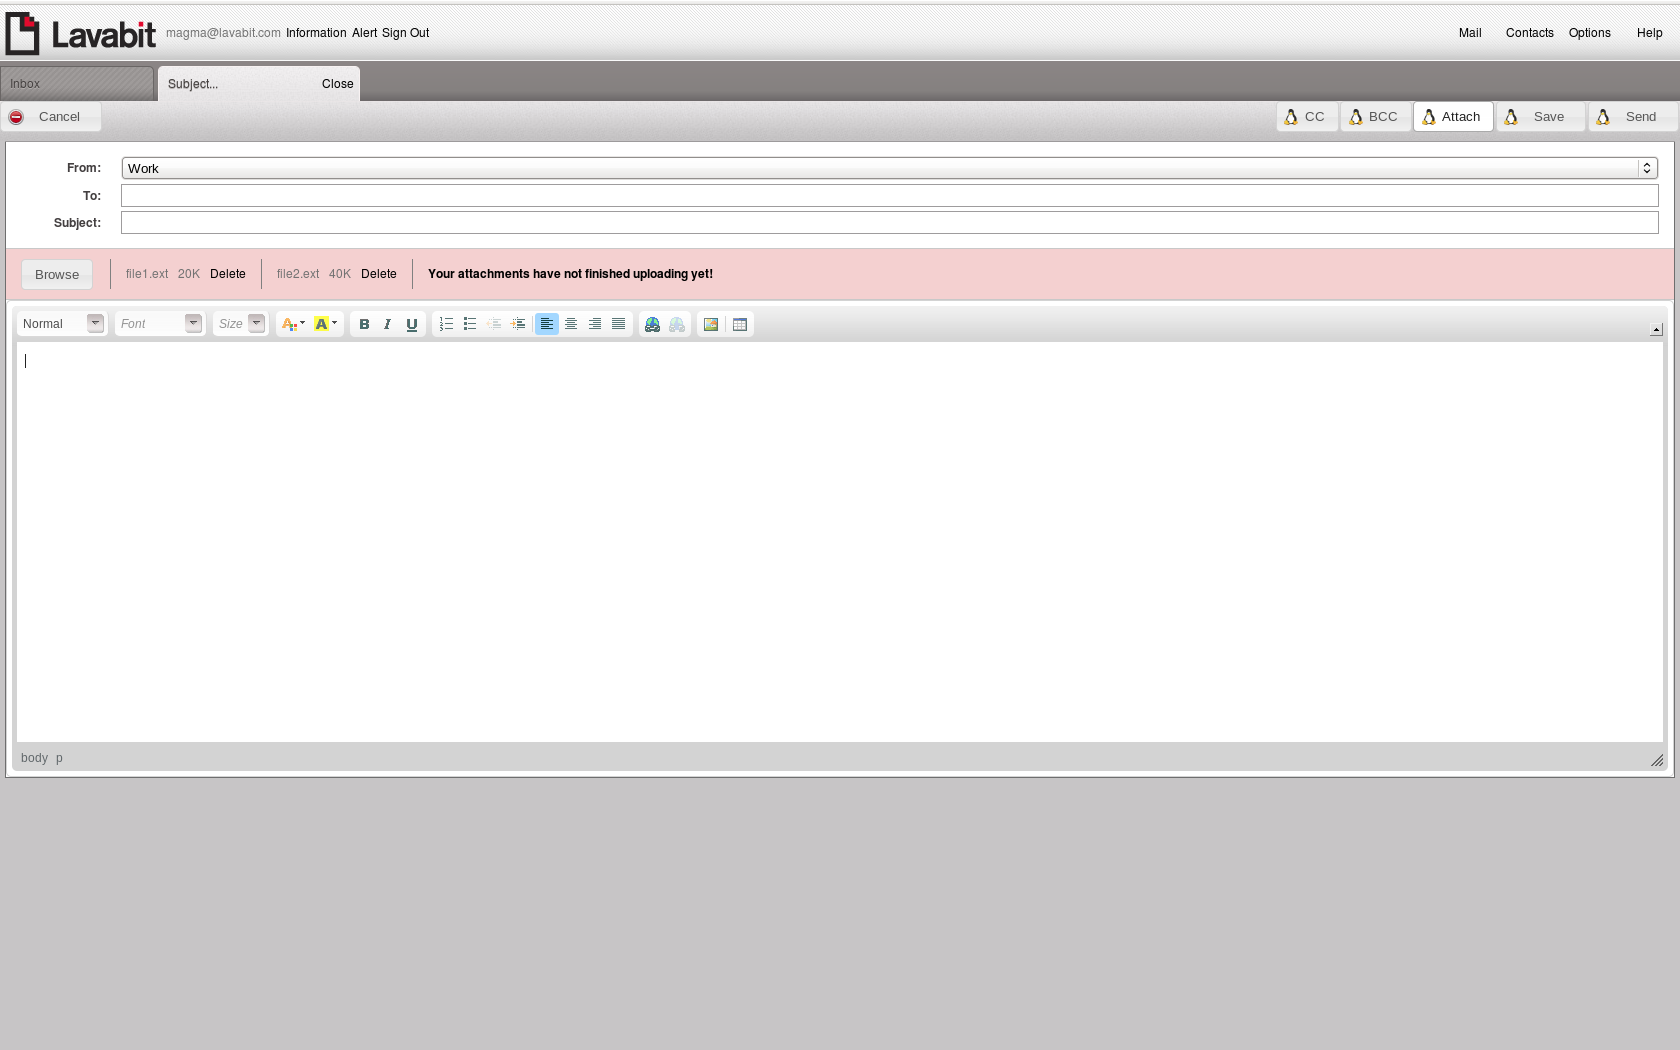 Lavabit magma@lavabit.com Information Alert Sign Out Mail Contacts Options Help
Inbox Subject... Close
Cancel CC BCC Attach Save Send
From: Work
To:
Subject:
Browse file1.ext 20K Delete file2.ext 40K Delete Your attachments have not finished uploading yet!
Normal Font Size A A B I U
body p